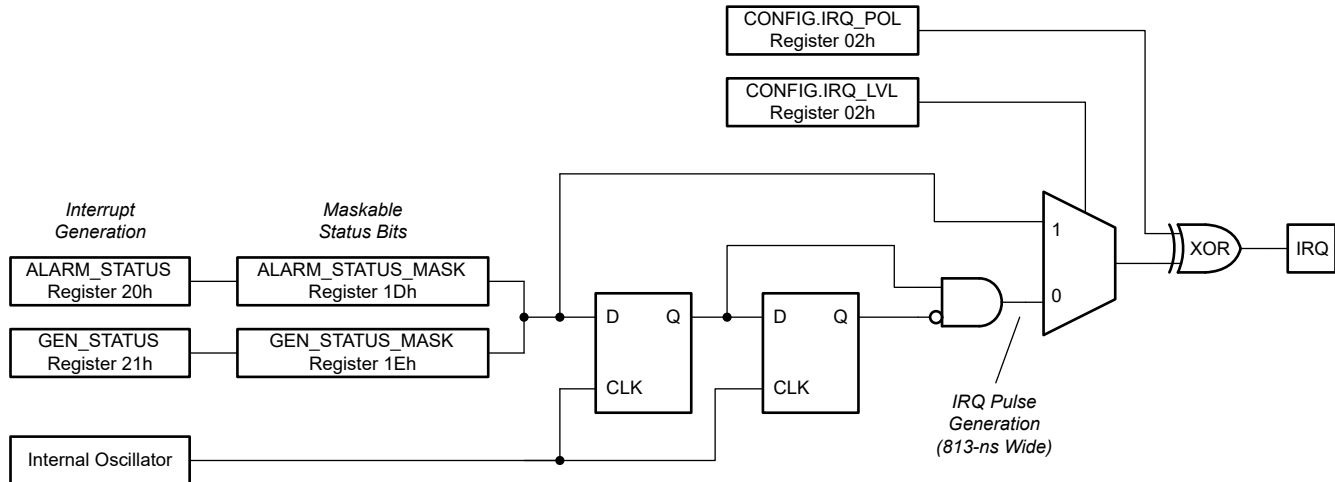 CONFIG.IRQ_POL
Register 02h
CONFIG.IRQ_LVL
Register 02h
Interrupt
Generation
Maskable
Status Bits
ALARM_STATUS
Register 20h
ALARM_STATUS_MASK
Register 1Dh
GEN_STATUS
Register 21h
GEN_STATUS_MASK
Register 1Eh
Internal Oscillator
D Q
CLK
D Q
CLK
IRQ Pulse
Generation
(813-ns Wide)
1
0
XOR
IRQ